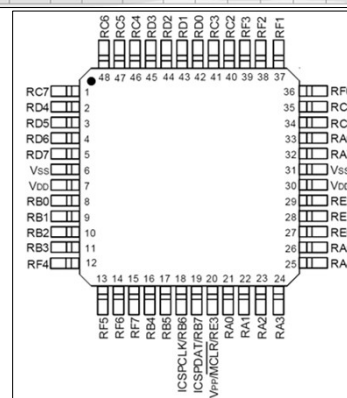 RC6 RC5 RC4 RD3 RD2 RD1 RD0 RC3 RC2 RF3 RF2 RF1
48 47 46 45 44 43 42 41 40 39 38 37
RC7 1
RD4 2
RD5 3
RD6 4
RD7 5
VSS 6
VDD 7
RB0 8
RB1 9
RB2 10
RB3 11
RF4 12
36
35
34
33
32
31
30
29
28
27
26
25
13 14 15 16 17 18 19 20 21 22 23 24
RF5 RF6 RF7 RB4 RB5 ICSPCLK/RB6 ICSPDAT/RB7 VPP/MCLR/RE3 RA0 RA1 RA2 RA3